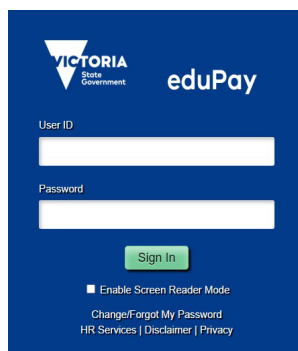 VICTORIA
State
Government
eduPay
User ID
Password
Sign In
Enable Screen Reader Mode
Change/Forgot My Password
HR Services | Disclaimer | Privacy